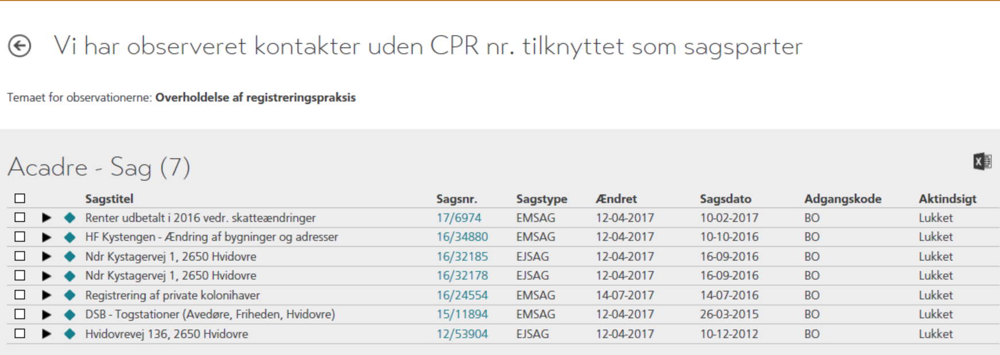 Vi har observeret kontakter uden CPR nr. tilknyttet som sagsparter
Temaet for observationerne: Overholdelse af registreringspraksis
Acadre - Sag (7)
Sagstitel Sagsnr. Sagstype Ændret Sagsdato Adgangskode Aktindsigt
Renter udbetalt i 2016 vedr. skatteændringer 17/6974 EMSAG 12-04-2017 10-02-2017 BO Lukket
HF Kystengen - Ændring af bygninger og adresser 16/34880 EMSAG 12-04-2017 10-10-2016 BO Lukket
Ndr Kystagervej 1, 2650 Hvidovre 16/32185 EJSAG 12-04-2017 16-09-2016 BO Lukket
Ndr Kystagervej 1, 2650 Hvidovre 16/32178 EJSAG 12-04-2017 16-09-2016 BO Lukket
Registrering af private kolonihaver 16/24554 EMSAG 14-07-2017 14-07-2016 BO Lukket
DSB - Togstationer (Avedøre, Friheden, Hvidovre) 15/11894 EMSAG 12-04-2017 26-03-2015 BO Lukket
Hvidovrevej 136, 2650 Hvidovre 12/53904 EJSAG 12-04-2017 10-12-2012 BO Lukket